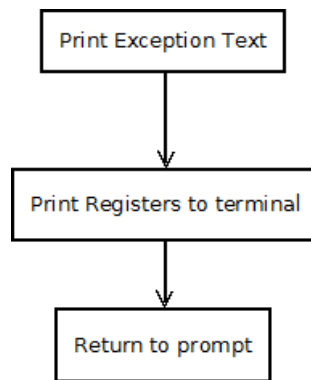 Print Exception Text
Print Registers to terminal
Return to prompt